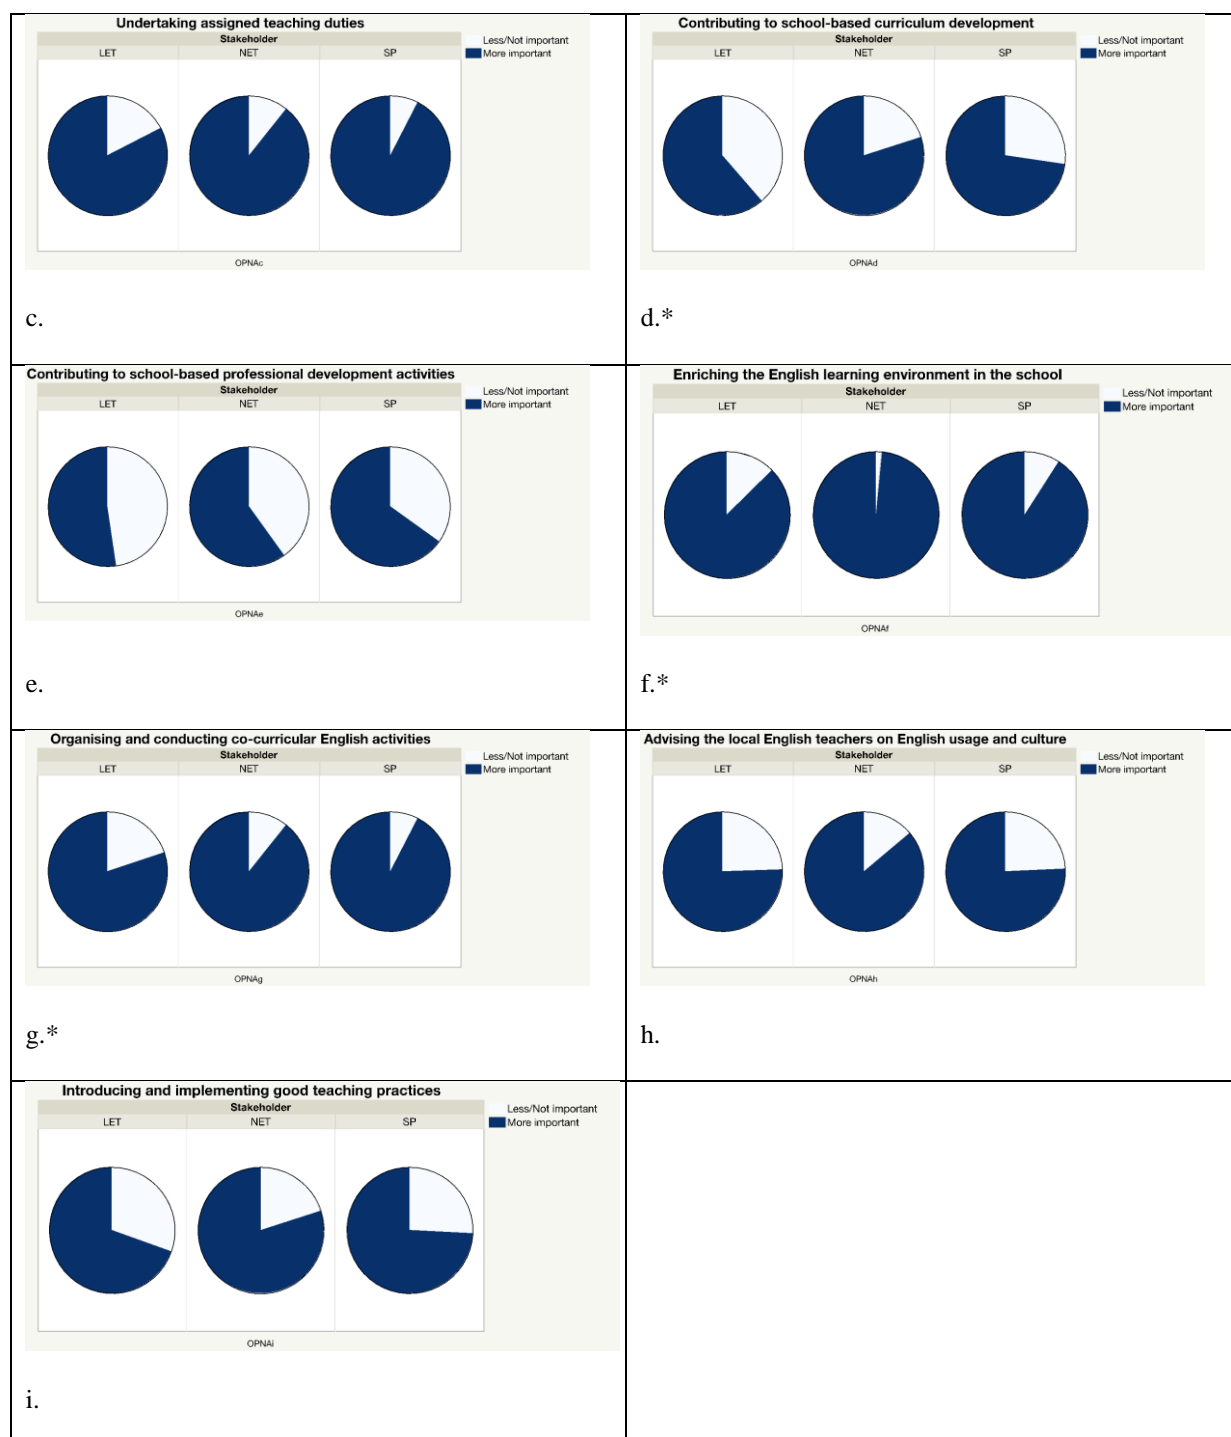 Undertaking assigned teaching duties
Stakeholder
LET NET SP
Less/Not important
More important
OPNAc
c.
Contributing to school-based curriculum development
Stakeholder
LET NET SP
Less/Not important
More important
OPNAd
d.*
Contributing to school-based professional development activities
Stakeholder
LET NET SP
Less/Not important
More important
OPNAe
e.
Enriching the English learning environment in the school
Stakeholder
LET NET SP
Less/Not important
More important
OPNAf
f.*
Organising and conducting co-curricular English activities
Stakeholder
LET NET SP
Less/Not important
More important
OPNAg
g.*
Advising the local English teachers on English usage and culture
Stakeholder
LET NET SP
Less/Not important
More important
OPNAh
h.
Introducing and implementing good teaching practices
Stakeholder
LET NET SP
Less/Not important
More important
OPNAi
i.